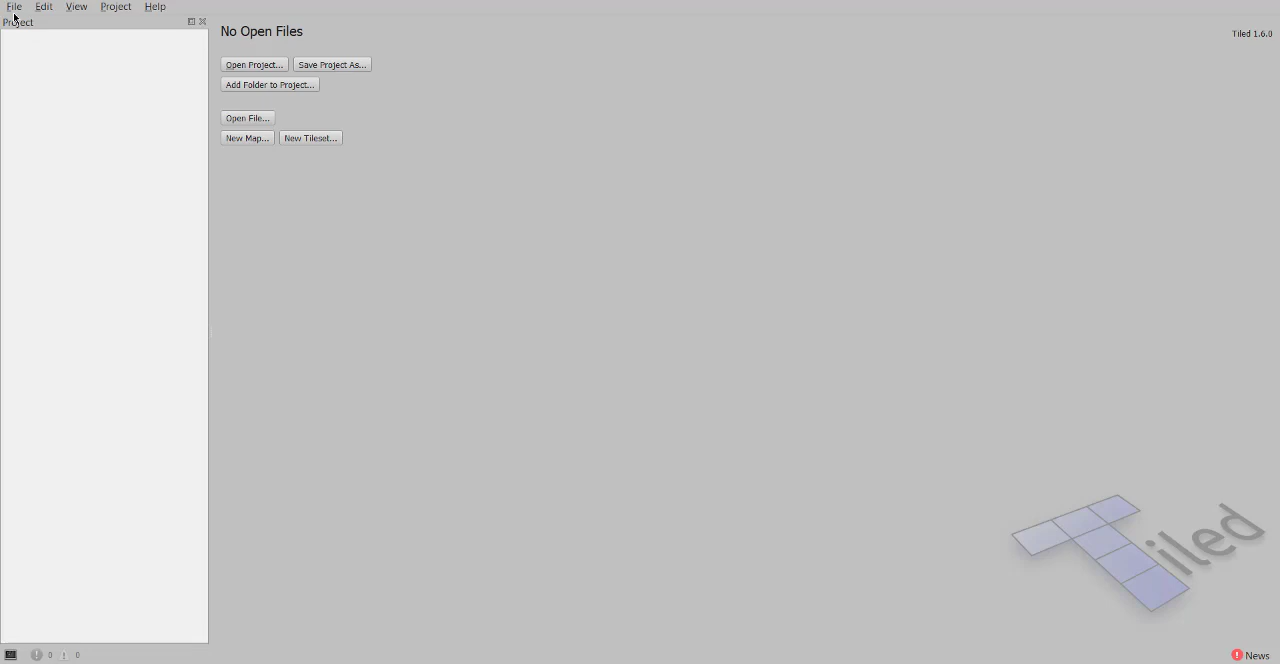 File Edit View Project Help
Project
No Open Files
Tiled 1.6.0
Open Project... Save Project As...
Add Folder to Project...
Open File...
New Map... New Tileset...
Tiled
0 0
News